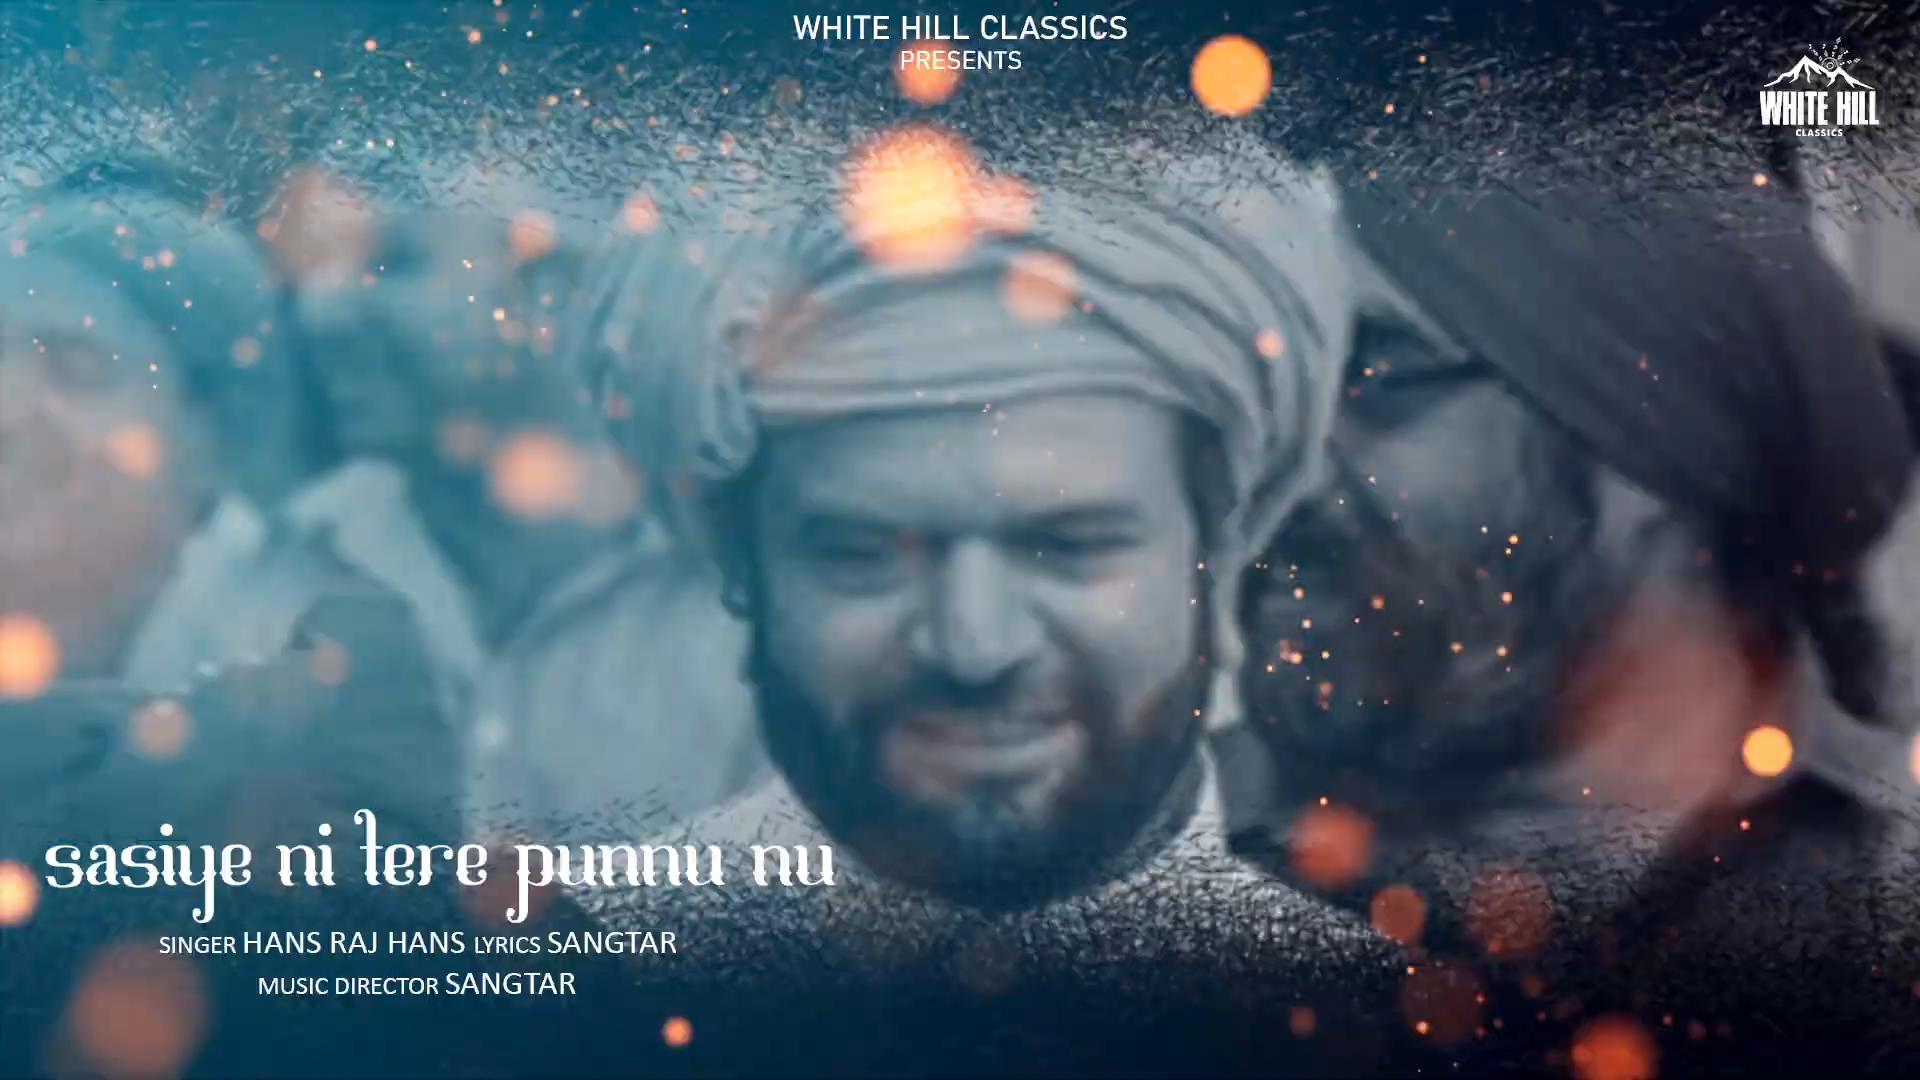 WHITE HILL CLASSICS
PRESENTS
WHITE HILL
CLASSICS
sasiye ni tere punnu nu
SINGER HANS RAJ HANS LYRICS SANGTAR
MUSIC DIRECTOR SANGTAR